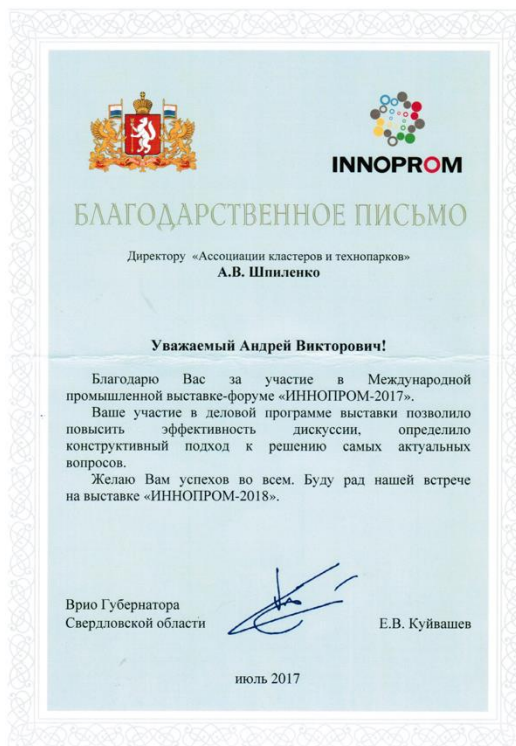 INNOPROM
БЛАГОДАРСТВЕННОЕ ПИСЬМО
Директору «Ассоциации кластеров и технопарков»
А.В. Шпиленко
Уважаемый Андрей Викторович!
Благодарю Вас за участие в Международной
промышленной выставке-форуме «ИННОПРОМ-2017».
Ваше участие в деловой программе выставки позволило
повысить эффективность дискуссии, определило
конструктивный подход к решению самых актуальных
вопросов.
Желаю Вам успехов во всем. Буду рад нашей встрече
на выставке «ИННОПРОМ-2018».
Врио Губернатора
Свердловской области Е.В. Куйвашев
июль 2017